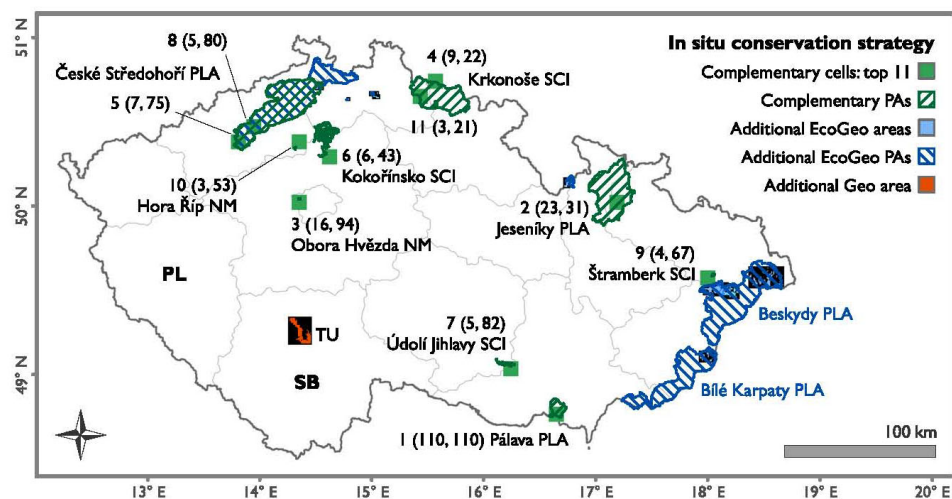 51° N
50° N
49° N
8 (5, 80)
České Středohoří PLA
5 (7, 75)
4 (9, 22)
Krkonoše SCI
11 (3, 21)
6 (6, 43)
Kokořínsko SCI
10 (3, 53)
Hora Říp NM
3 (16, 94)
Obora Hvězda NM
2 (23, 31)
Jeseníky PLA
9 (4, 67)
Štramberk SCI
PL
TU
SB
7 (5, 82)
Údolí Jihlavy SCI
Beskydy PLA
Bílé Karpaty PLA
1 (110, 110) Pálava PLA
In situ conservation strategy
Complementary cells: top 11
Complementary PAs
Additional EcoGeo areas
Additional EcoGeo PAs
Additional Geo area
100 km
13° E
14° E
15° E
16° E
17° E
18° E
19° E
20° E